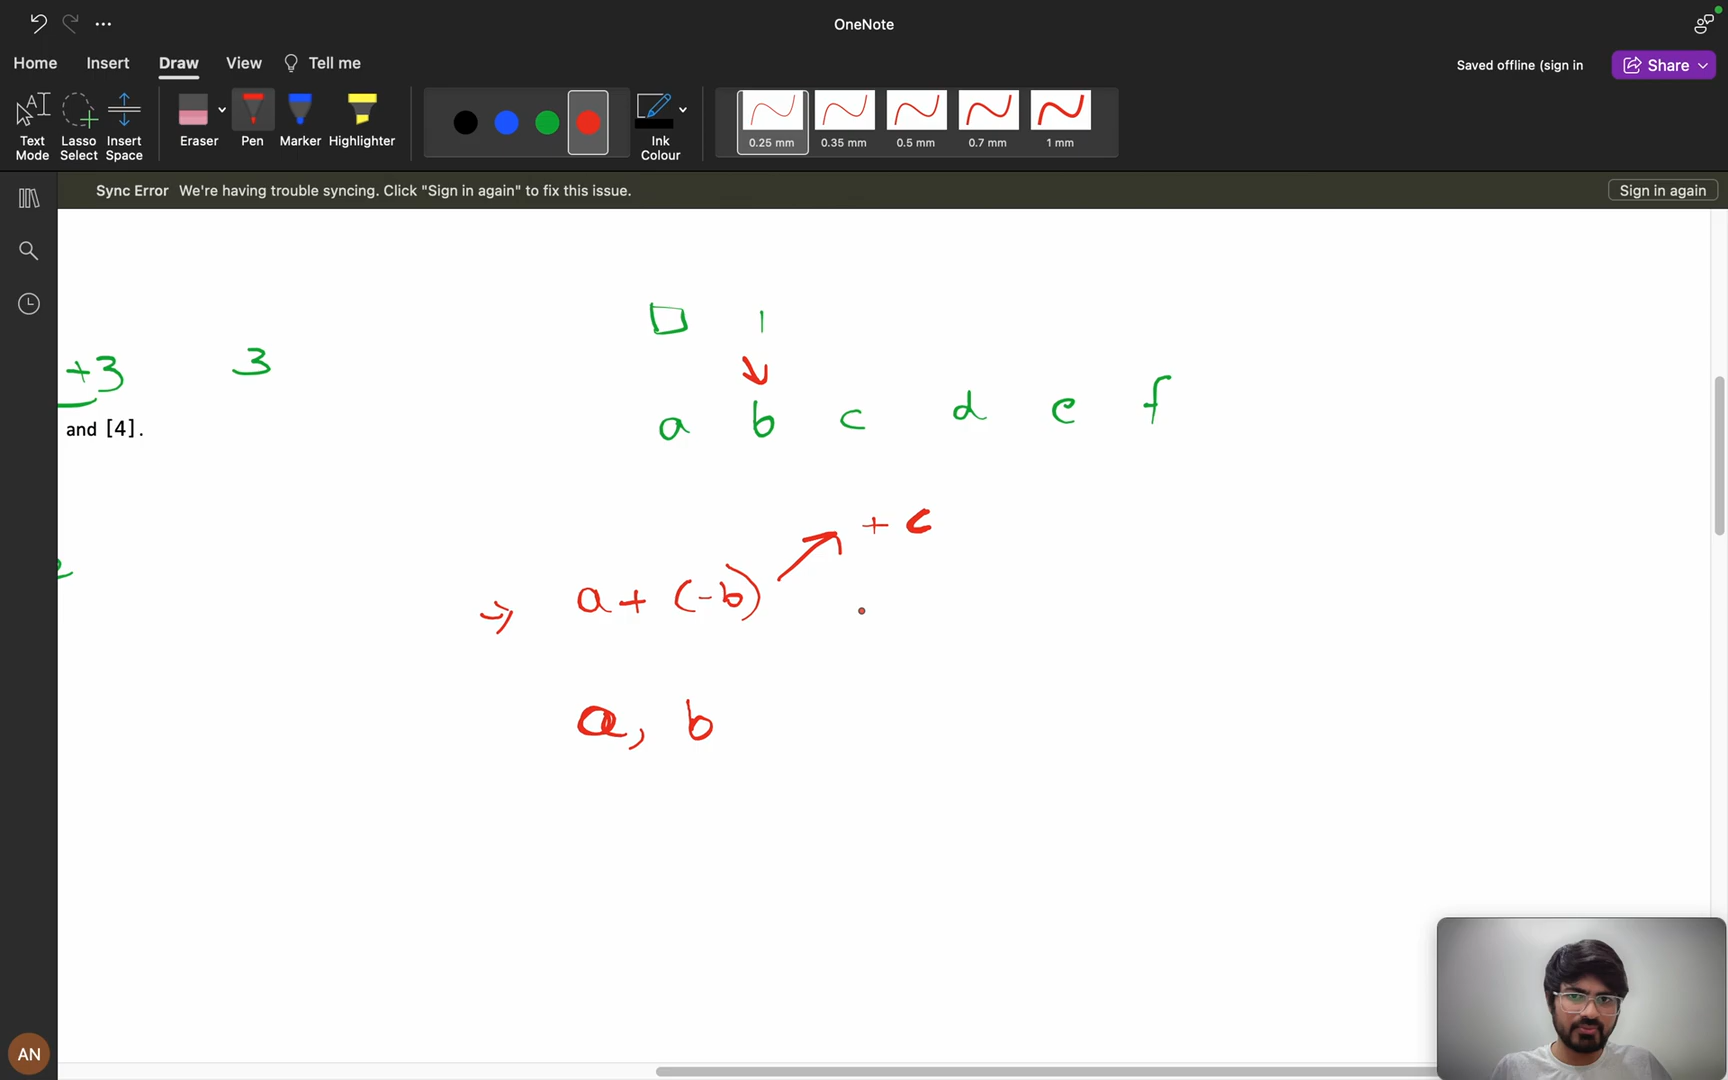 OneNote
Home Insert Draw View Tell me
Saved offline (sign in
Share
Text Mode
Lasso Select
Insert Space
Eraser
Pen
Marker
Highlighter
Ink Colour
0.25 mm
0.35 mm
0.5 mm
0.7 mm
1 mm
Sync Error We're having trouble syncing. Click "Sign in again" to fix this issue.
Sign in again
1
+3 3
a b c d e f
and [4].
+ c
a + (-b)
a, b
AN